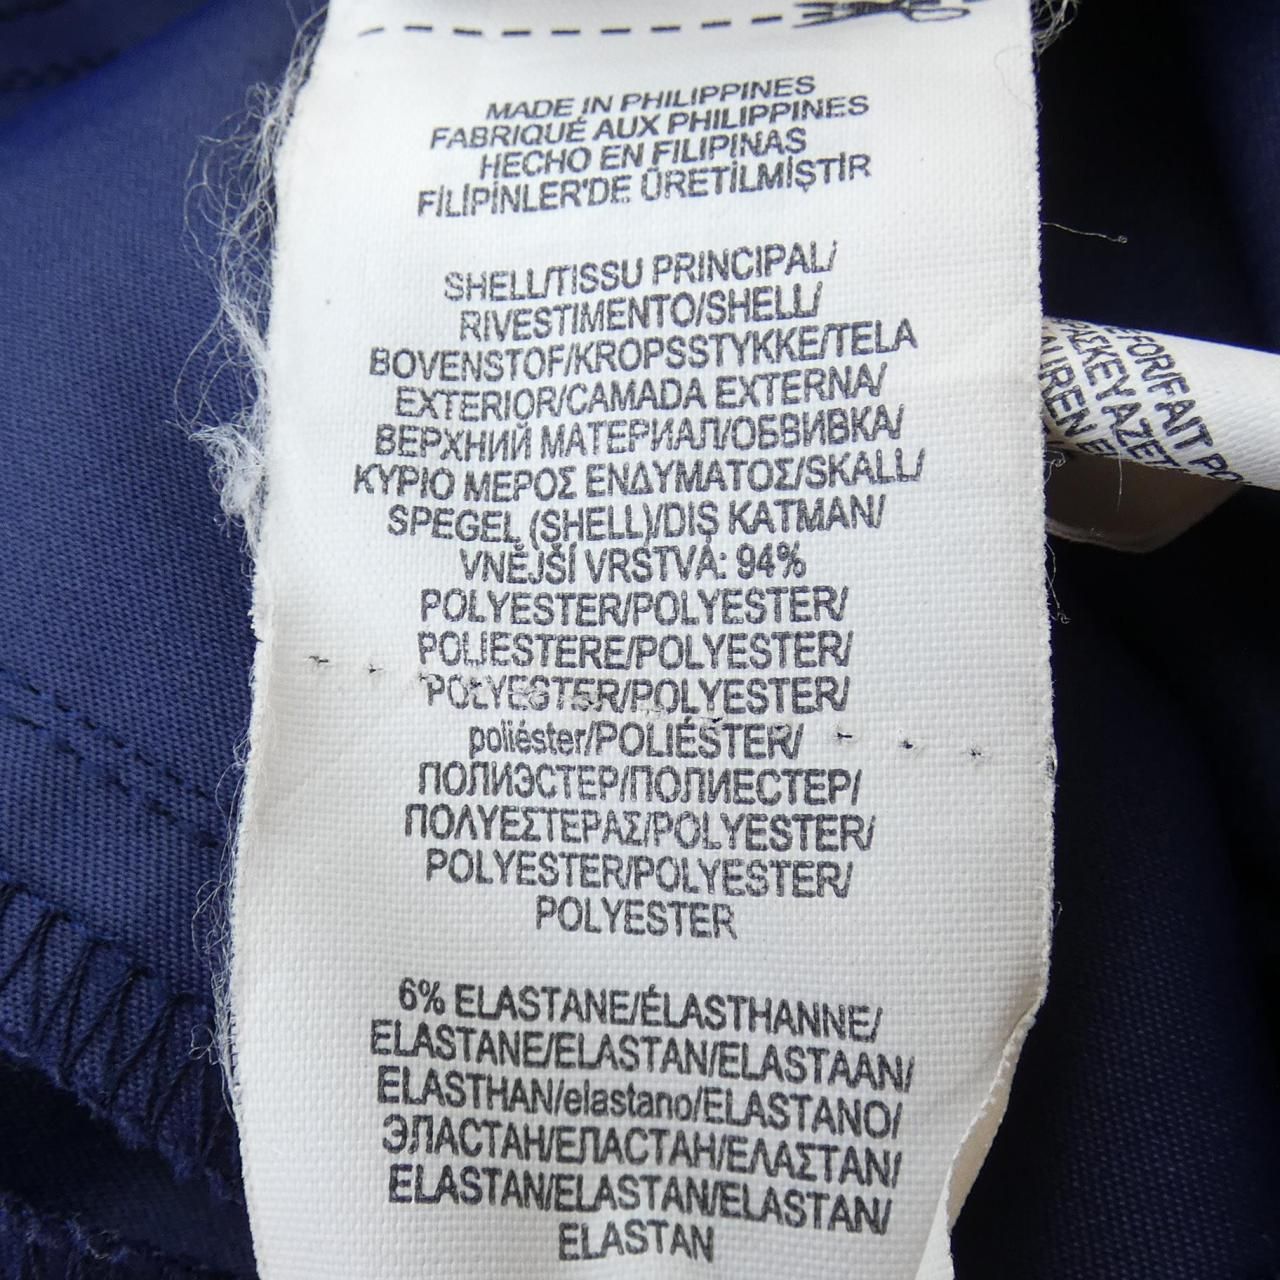 MADE IN PHILIPPINES
FABRIQUÉ AUX PHILIPPINES
HECHO EN FILIPINAS
FİLİPİNLER'DE ÜRETİLMİŞTİR
SHELL/TISSU PRINCIPAL/
RIVESTIMENTO/SHELL/
BOVENSTOF/KROPSSTYKKE/TELA
EXTERIOR/CAMADA EXTERNA/
ВЕРХНИЙ МАТЕРИАЛ/ОБВИВКА/
ΚΥΡΙΟ ΜΕΡΟΣ ΕΝΔΥΜΑΤΟΣ/SKALL/
SPEGEL (SHELL)/DIŞ KATMAN/
VNĚJŠÍ VRSTVA: 94%
POLYESTER/POLYESTER/
POLIESTERE/POLYESTER/
POLYESTER/POLYESTER/
poliéster/POLIÉSTER/
ПОЛИЭСТЕР/ПОЛИЕСТЕР/
ΠΟΛΥΕΣΤΕΡΑΣ/POLYESTER/
POLYESTER/POLYESTER/
POLYESTER
6% ELASTANE/ÉLASTHANNE/
ELASTANE/ELASTAN/ELASTAAN/
ELASTHAN/elastano/ELASTANO/
ЭЛАСТАН/ЕЛАСТАН/ΕΛΑΣΤΑΝ/
ELASTAN/ELASTAN/ELASTAN/
ELASTAN